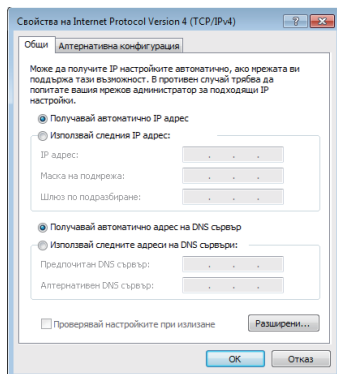 Свойства на Internet Protocol Version 4 (TCP/IPv4)
Общи
Алтернативна конфигурация
Може да получите IP настройките автоматично, ако мрежата ви
поддържа тази възможност. В противен случай трябва да
попитате вашия мрежов администратор за подходящи IP
настройки.
Получавай автоматично IP адрес
Използвай следния IP адрес:
IP адрес:
Маска на подмрежа:
Шлюз по подразбиране:
Получавай автоматично адрес на DNS сървър
Използвай следните адреси на DNS сървъри:
Предпочитан DNS сървър:
Алтернативен DNS сървър:
Проверявай настройките при излизане
Разширени...
OK
Отказ